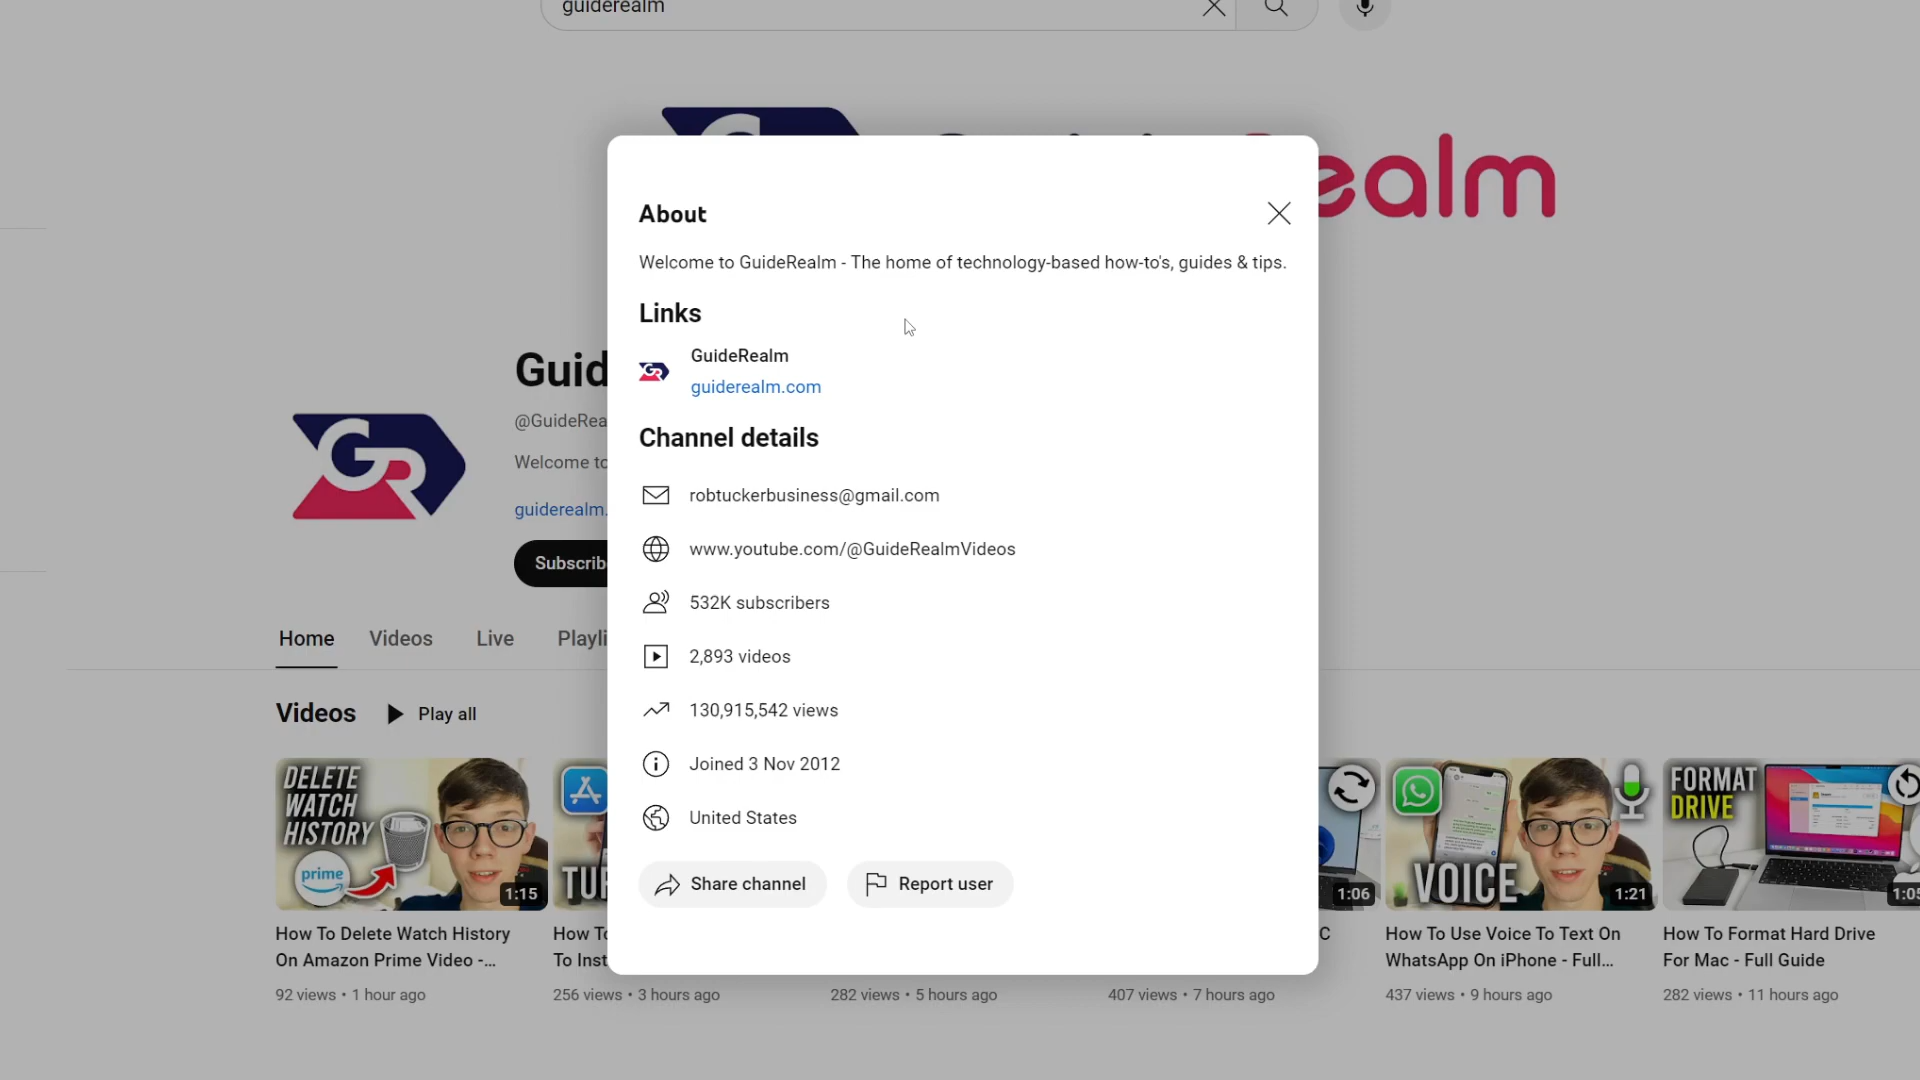 guiderealm
ealm
About
Welcome to GuideRealm - The home of technology-based how-to's, guides & tips.
Links
GuideRealm
guiderealm.com
Channel details
robtuckerbusiness@gmail.com
www.youtube.com/@GuideRealmVideos
532K subscribers
2,893 videos
130,915,542 views
Joined 3 Nov 2012
United States
Share channel
Report user
Guid
@GuideRea
Welcome to
guiderealm.
Subscrib
Home Videos Live Playli
Videos
Play all
DELETE
WATCH
HISTORY
prime
1:15
TU
1:06
VOICE
1:21
FORMAT
DRIVE
1:05
How To Delete Watch History
On Amazon Prime Video -...
92 views • 1 hour ago
How To
To Inst
256 views • 3 hours ago
282 views • 5 hours ago
C
407 views • 7 hours ago
How To Use Voice To Text On
WhatsApp On iPhone - Full...
437 views • 9 hours ago
How To Format Hard Drive
For Mac - Full Guide
282 views • 11 hours ago